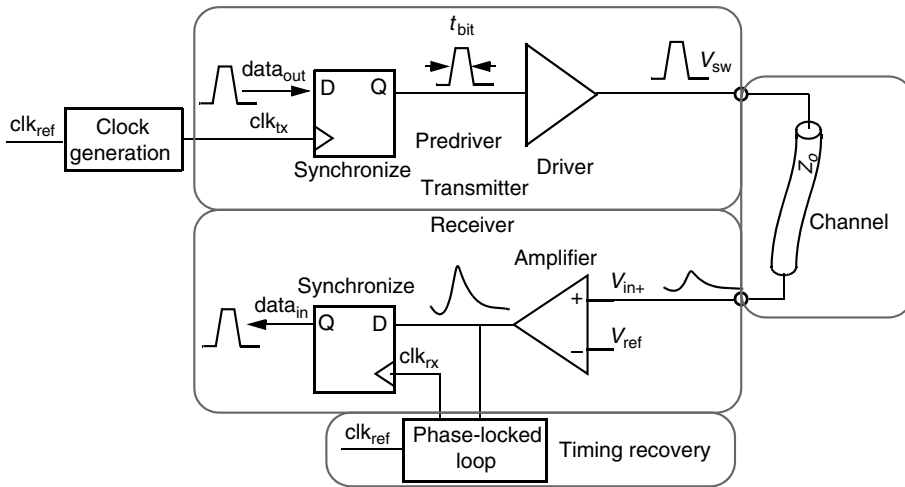 t_bit
data_out
D Q
V_sw
clk_ref
Clock
generation
clk_tx
Predriver
Synchronize
Driver
Transmitter
Z_o
Channel
Receiver
Amplifier
Synchronize
V_in+
+
data_in
Q D
V_ref
−
clk_rx
clk_ref
Phase-locked
loop
Timing recovery